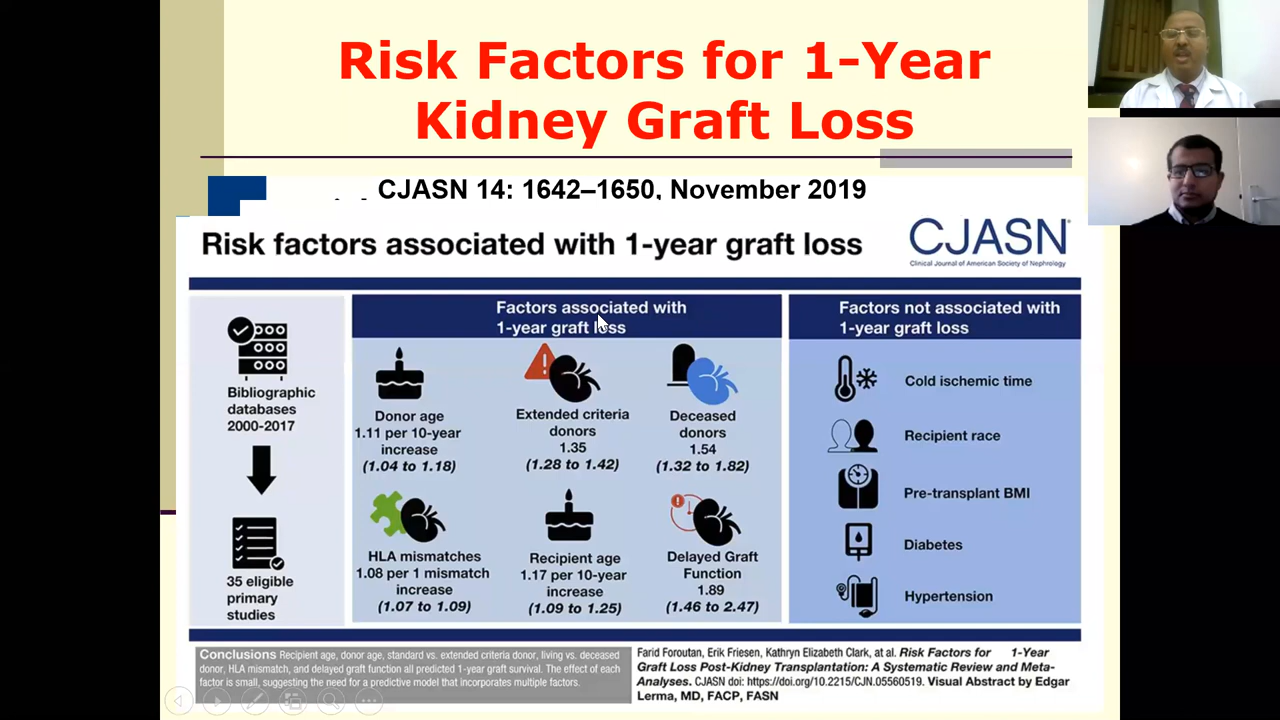 Risk Factors for 1-Year
Kidney Graft Loss
CJASN 14: 1642–1650, November 2019
Risk factors associated with 1-year graft loss
CJASN
Clinical Journal of American Society of Nephrology
Bibliographic
databases
2000-2017
35 eligible
primary
studies
Factors associated with
1-year graft loss
Donor age
1.11 per 10-year
increase
(1.04 to 1.18)
Extended criteria
donors
1.35
(1.28 to 1.42)
Deceased
donors
1.54
(1.32 to 1.82)
HLA mismatches
1.08 per 1 mismatch
increase
(1.07 to 1.09)
Recipient age
1.17 per 10-year
increase
(1.09 to 1.25)
Delayed Graft
Function
1.89
(1.46 to 2.47)
Factors not associated with
1-year graft loss
Cold ischemic time
Recipient race
Pre-transplant BMI
Diabetes
Hypertension
Conclusions Recipient age, donor age, standard vs. extended criteria donor, living vs. deceased
donor, HLA mismatch, and delayed graft function all predicted 1-year graft survival. The effect of each
factor is small, suggesting the need for a predictive model that incorporates multiple factors.
Farid Foroutan, Erik Friesen, Kathryn Elizabeth Clark, at al. Risk Factors for 1-Year
Graft Loss Post-Kidney Transplantation: A Systematic Review and Meta-
Analyses. CJASN doi: https://doi.org/10.2215/CJN.05560519. Visual Abstract by Edgar
Lerma, MD, FACP, FASN